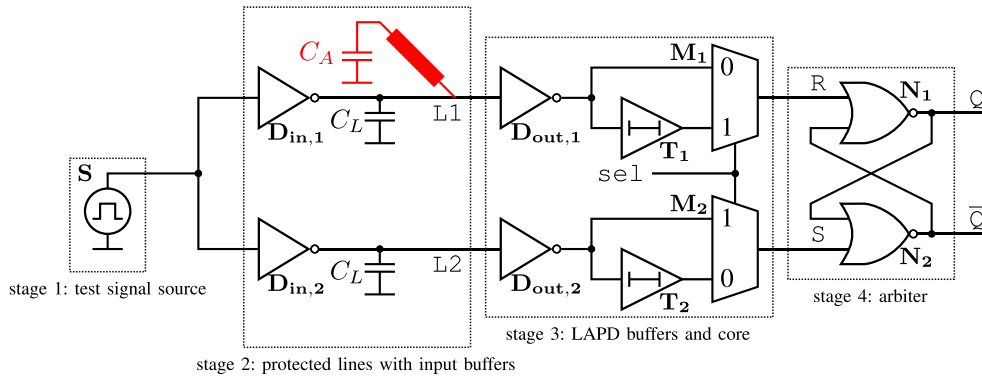 S
stage 1: test signal source
D_in,1
C_L
C_A
L1
D_in,2
C_L
L2
stage 2: protected lines with input buffers
D_out,1
T_1
M_1
0
1
sel
D_out,2
T_2
M_2
1
0
stage 3: LAPD buffers and core
R
N_1
Q
S
N_2
Q̅
stage 4: arbiter